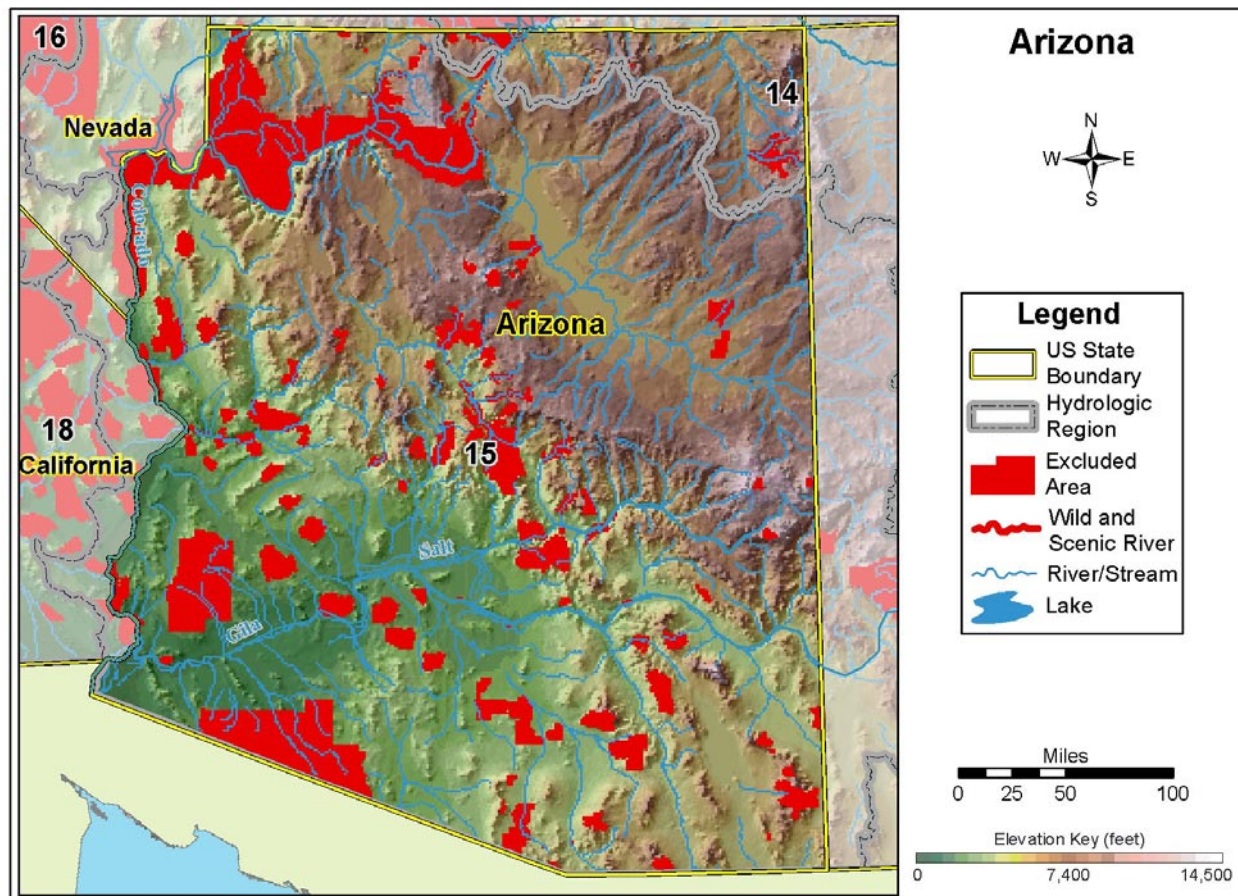 16
Nevada
14
Colorado
Arizona
18
California
15
Salt
Gila
Arizona
N
W E
S
Legend
US State
Boundary
Hydrologic
Region
Excluded
Area
Wild and
Scenic River
River/Stream
Lake
Miles
0 25 50 100
Elevation Key (feet)
0 7,400 14,500